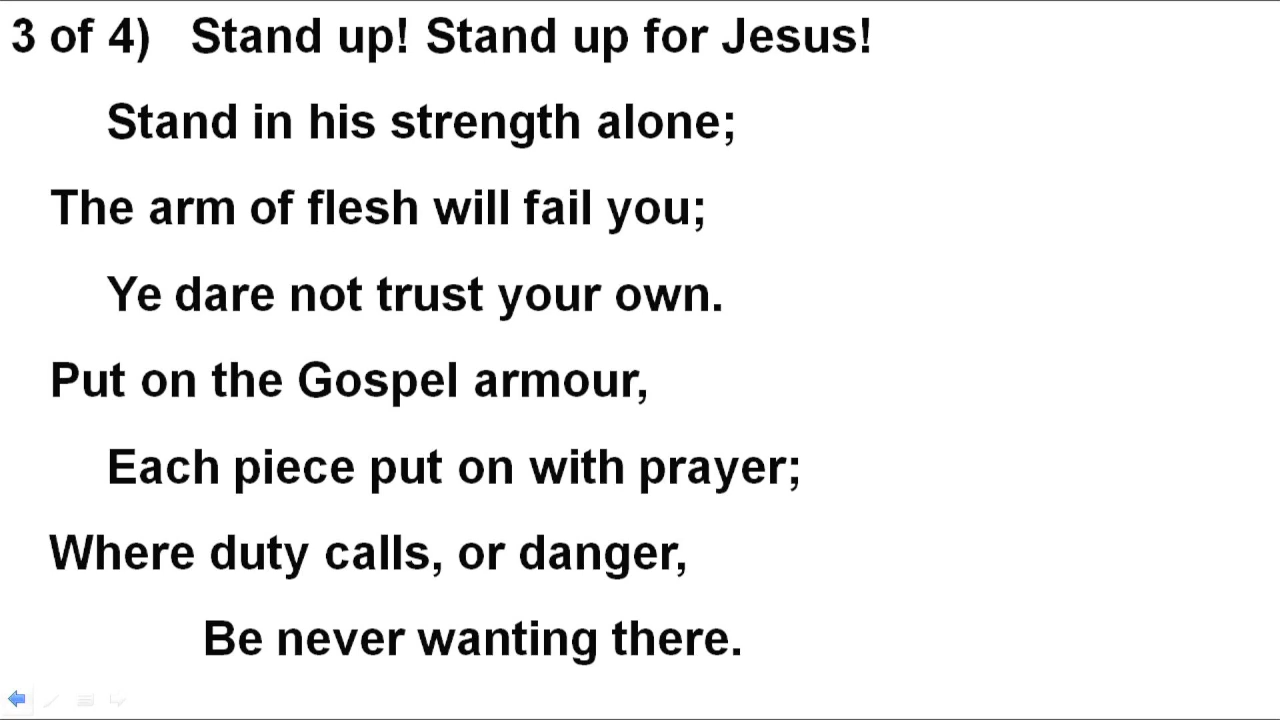 3 of 4) Stand up! Stand up for Jesus!
Stand in his strength alone;
The arm of flesh will fail you;
Ye dare not trust your own.
Put on the Gospel armour,
Each piece put on with prayer;
Where duty calls, or danger,
Be never wanting there.